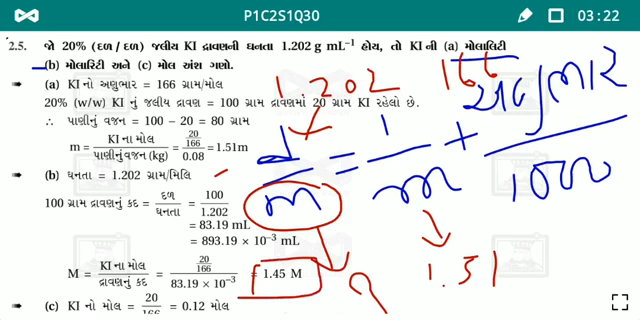 P1C2S1Q30
03:22
2.5. જો 20% (દળ / દળ) જલીય KI દ્રાવણની ઘનતા 1.202 g mL⁻¹ હોય, તો KI ની (a) મોલાલિટી
(b) મોલારિટી અને (c) મોલ અંશ ગણો.
(a) KI નો અણુભાર = 166 ગ્રામ/મોલ
20% (w/w) KI નું જલીય દ્રાવણ = 100 ગ્રામ દ્રાવણમાં 20 ગ્રામ KI રહેલો છે.
∴ પાણીનું વજન = 100 – 20 = 80 ગ્રામ
m = KI ના મોલ / પાણીનું વજન (kg) = 20/166 / 0.08 = 1.51m
(b) ઘનતા = 1.202 ગ્રામ/મિલિ
100 ગ્રામ દ્રાવણનું કદ = દળ / ઘનતા = 100 / 1.202
= 83.19 mL
= 893.19 × 10⁻³ mL
M = KI ના મોલ / દ્રાવણનું કદ = 20/166 / 83.19 × 10⁻³ = 1.45 M
(c) KI નો મોલ = 20/166 = 0.12 મોલ
1.202
166
d/M = 1/m + અણુભાર/1000
1.51